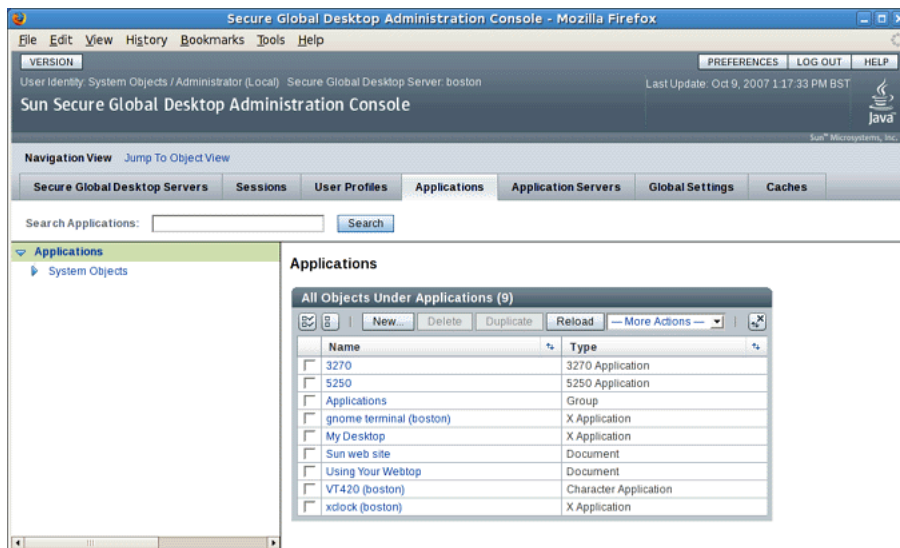 Secure Global Desktop Administration Console - Mozilla Firefox
File Edit View History Bookmarks Tools Help
VERSION PREFERENCES LOG OUT HELP
User Identity: System Objects / Administrator (Local) Secure Global Desktop Server: boston Last Update: Oct 9, 2007 1:17:33 PM BST
Sun Secure Global Desktop Administration Console
Java
Sun™ Microsystems, Inc.
Navigation View Jump To Object View
Secure Global Desktop Servers Sessions User Profiles Applications Application Servers Global Settings Caches
Search Applications: Search
Applications
System Objects
Applications
All Objects Under Applications (9)
New... Delete Duplicate Reload — More Actions —
Name Type
3270 3270 Application
5250 5250 Application
Applications Group
gnome terminal (boston) X Application
My Desktop X Application
Sun web site Document
Using Your Webtop Document
VT420 (boston) Character Application
xclock (boston) X Application